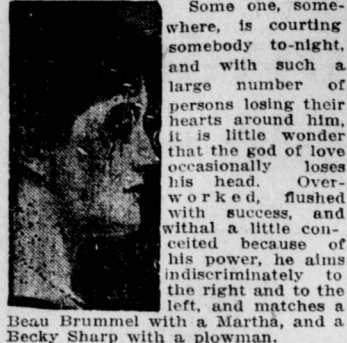 Some one, some-
where, is courting
somebody to-night,
and with such a
large number of
persons losing their
hearts around him,
it is little wonder
that the god of love
occasionally loses
his head. Over-
worked, flushed
with success, and
withal a little con-
ceited because of
his power, he aims
indiscriminately to
the right and to the
left, and matches a
Beau Brummel with a Martha, and a
Becky Sharp with a plowman.